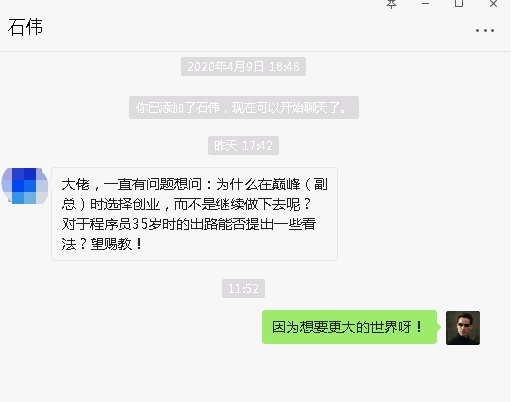 石伟
2020年4月9日 18:48
你已添加了石伟，现在可以开始聊天了。
昨天 17:42
大佬，一直有问题想问：为什么在巅峰（副
总）时选择创业，而不是继续做下去呢？
对于程序员35岁时的出路能否提出一些看
法？望赐教！
11:52
因为想要更大的世界呀！